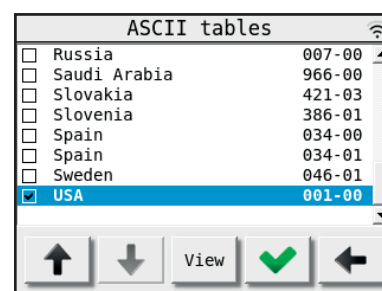 ASCII tables
Russia 007-00
Saudi Arabia 966-00
Slovakia 421-03
Slovenia 386-01
Spain 034-00
Spain 034-01
Sweden 046-01
USA 001-00
View